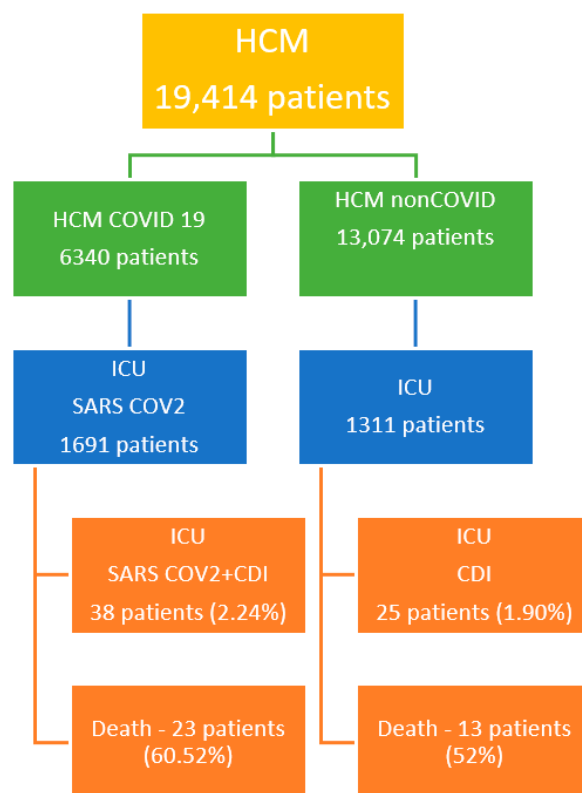 HCM
19,414 patients
HCM COVID 19
6340 patients
HCM nonCOVID
13,074 patients
ICU
SARS COV2
1691 patients
ICU
1311 patients
ICU
SARS COV2+CDI
38 patients (2.24%)
ICU
CDI
25 patients (1.90%)
Death - 23 patients
(60.52%)
Death - 13 patients
(52%)